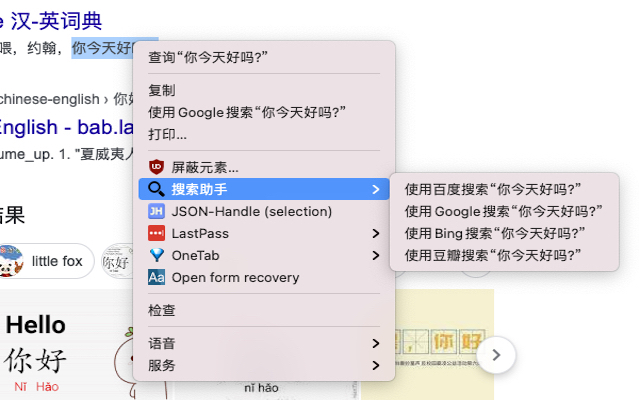 汉-英词典
喂，约翰，你今天好
chinese-english › 你
English - bab.la
ume_up. 1. "夏威夷人
结果
little fox
你好
Hello
你好
Nǐ Hǎo
nǐ hǎo
你好
查询“你今天好吗?”
复制
使用 Google 搜索“你今天好吗?”
打印...
屏蔽元素...
搜索助手
JSON-Handle (selection)
LastPass
OneTab
Open form recovery
检查
语音
服务
使用百度搜索“你今天好吗?”
使用 Google 搜索“你今天好吗?”
使用 Bing 搜索“你今天好吗?”
使用豆瓣搜索“你今天好吗?”